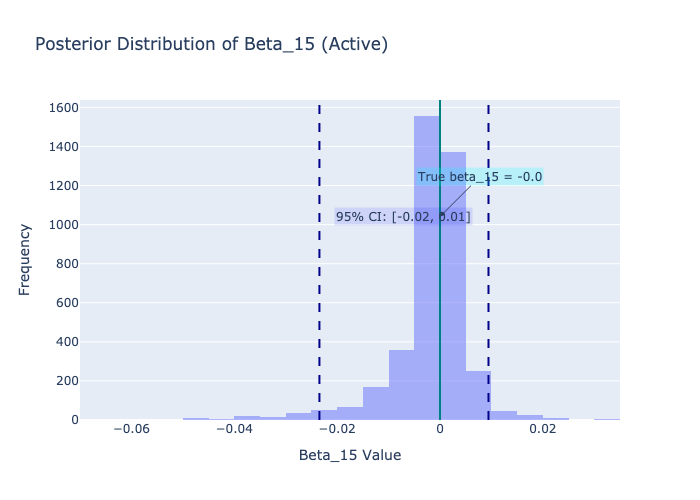 Posterior Distribution of Beta_15 (Active)
1600
1400
1200
1000
800
600
400
200
0
Frequency
True beta_15 = -0.0
95% CI: [-0.02, 0.01]
−0.06
−0.04
−0.02
0
0.02
Beta_15 Value